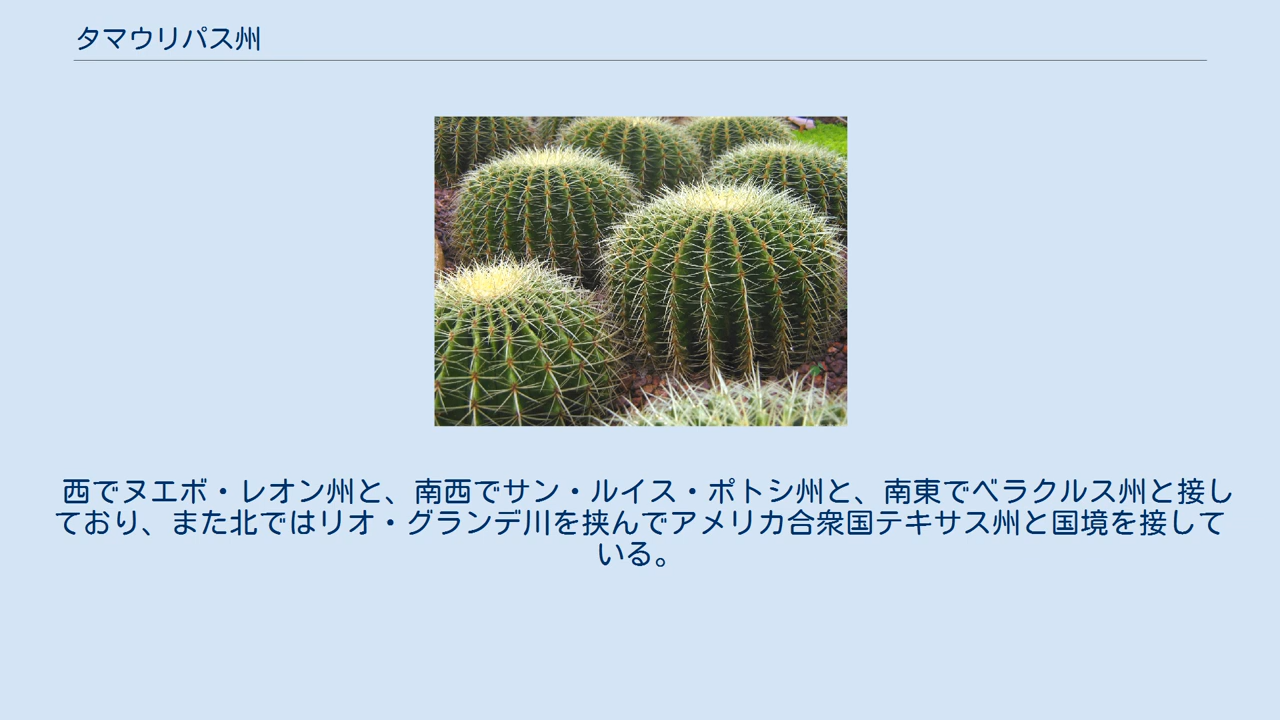 タマウリパス州
西でヌエボ・レオン州と、南西でサン・ルイス・ポトシ州と、南東でベラクルス州と接し
ており、また北ではリオ・グランデ川を挟んでアメリカ合衆国テキサス州と国境を接して
いる。